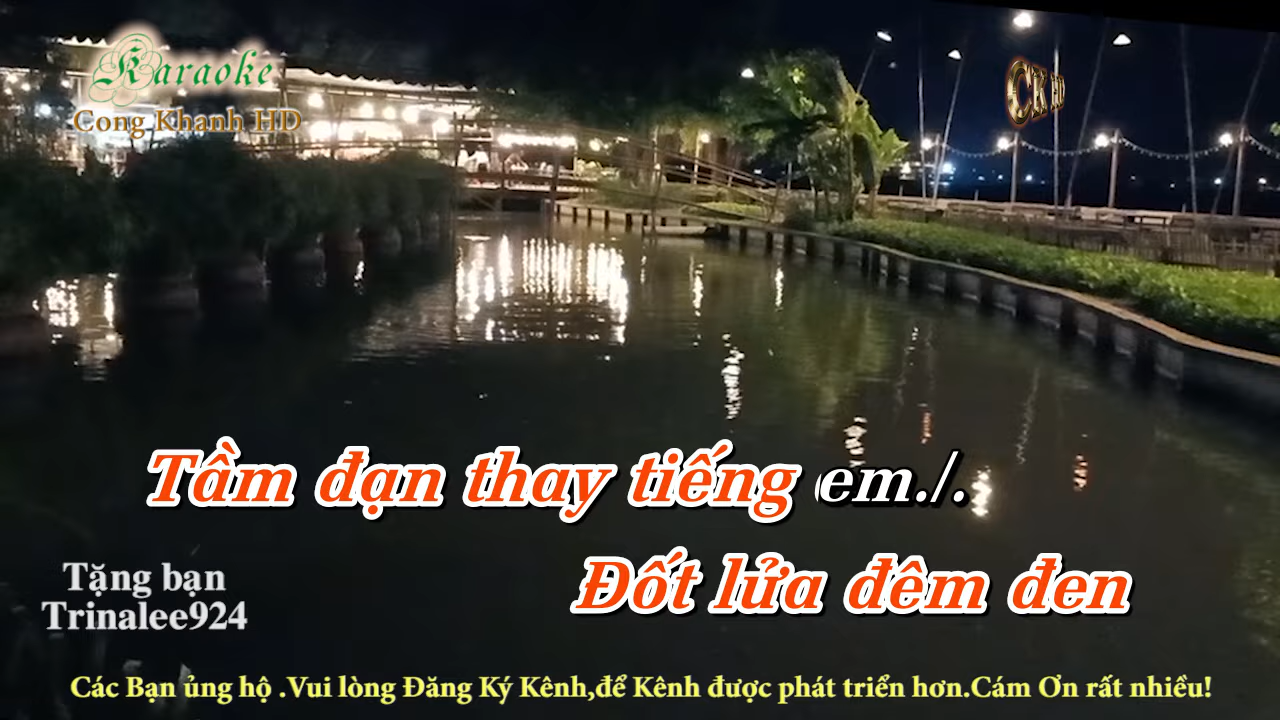 Karaoke
Cong Khanh HD
CK HD
Tầm đạn thay tiếng em./.
Đốt lửa đêm đen
Tặng bạn
Trinalee924
Các Bạn ủng hộ .Vui lòng Đăng Ký Kênh,để Kênh được phát triển hơn.Cám Ơn rất nhiều!